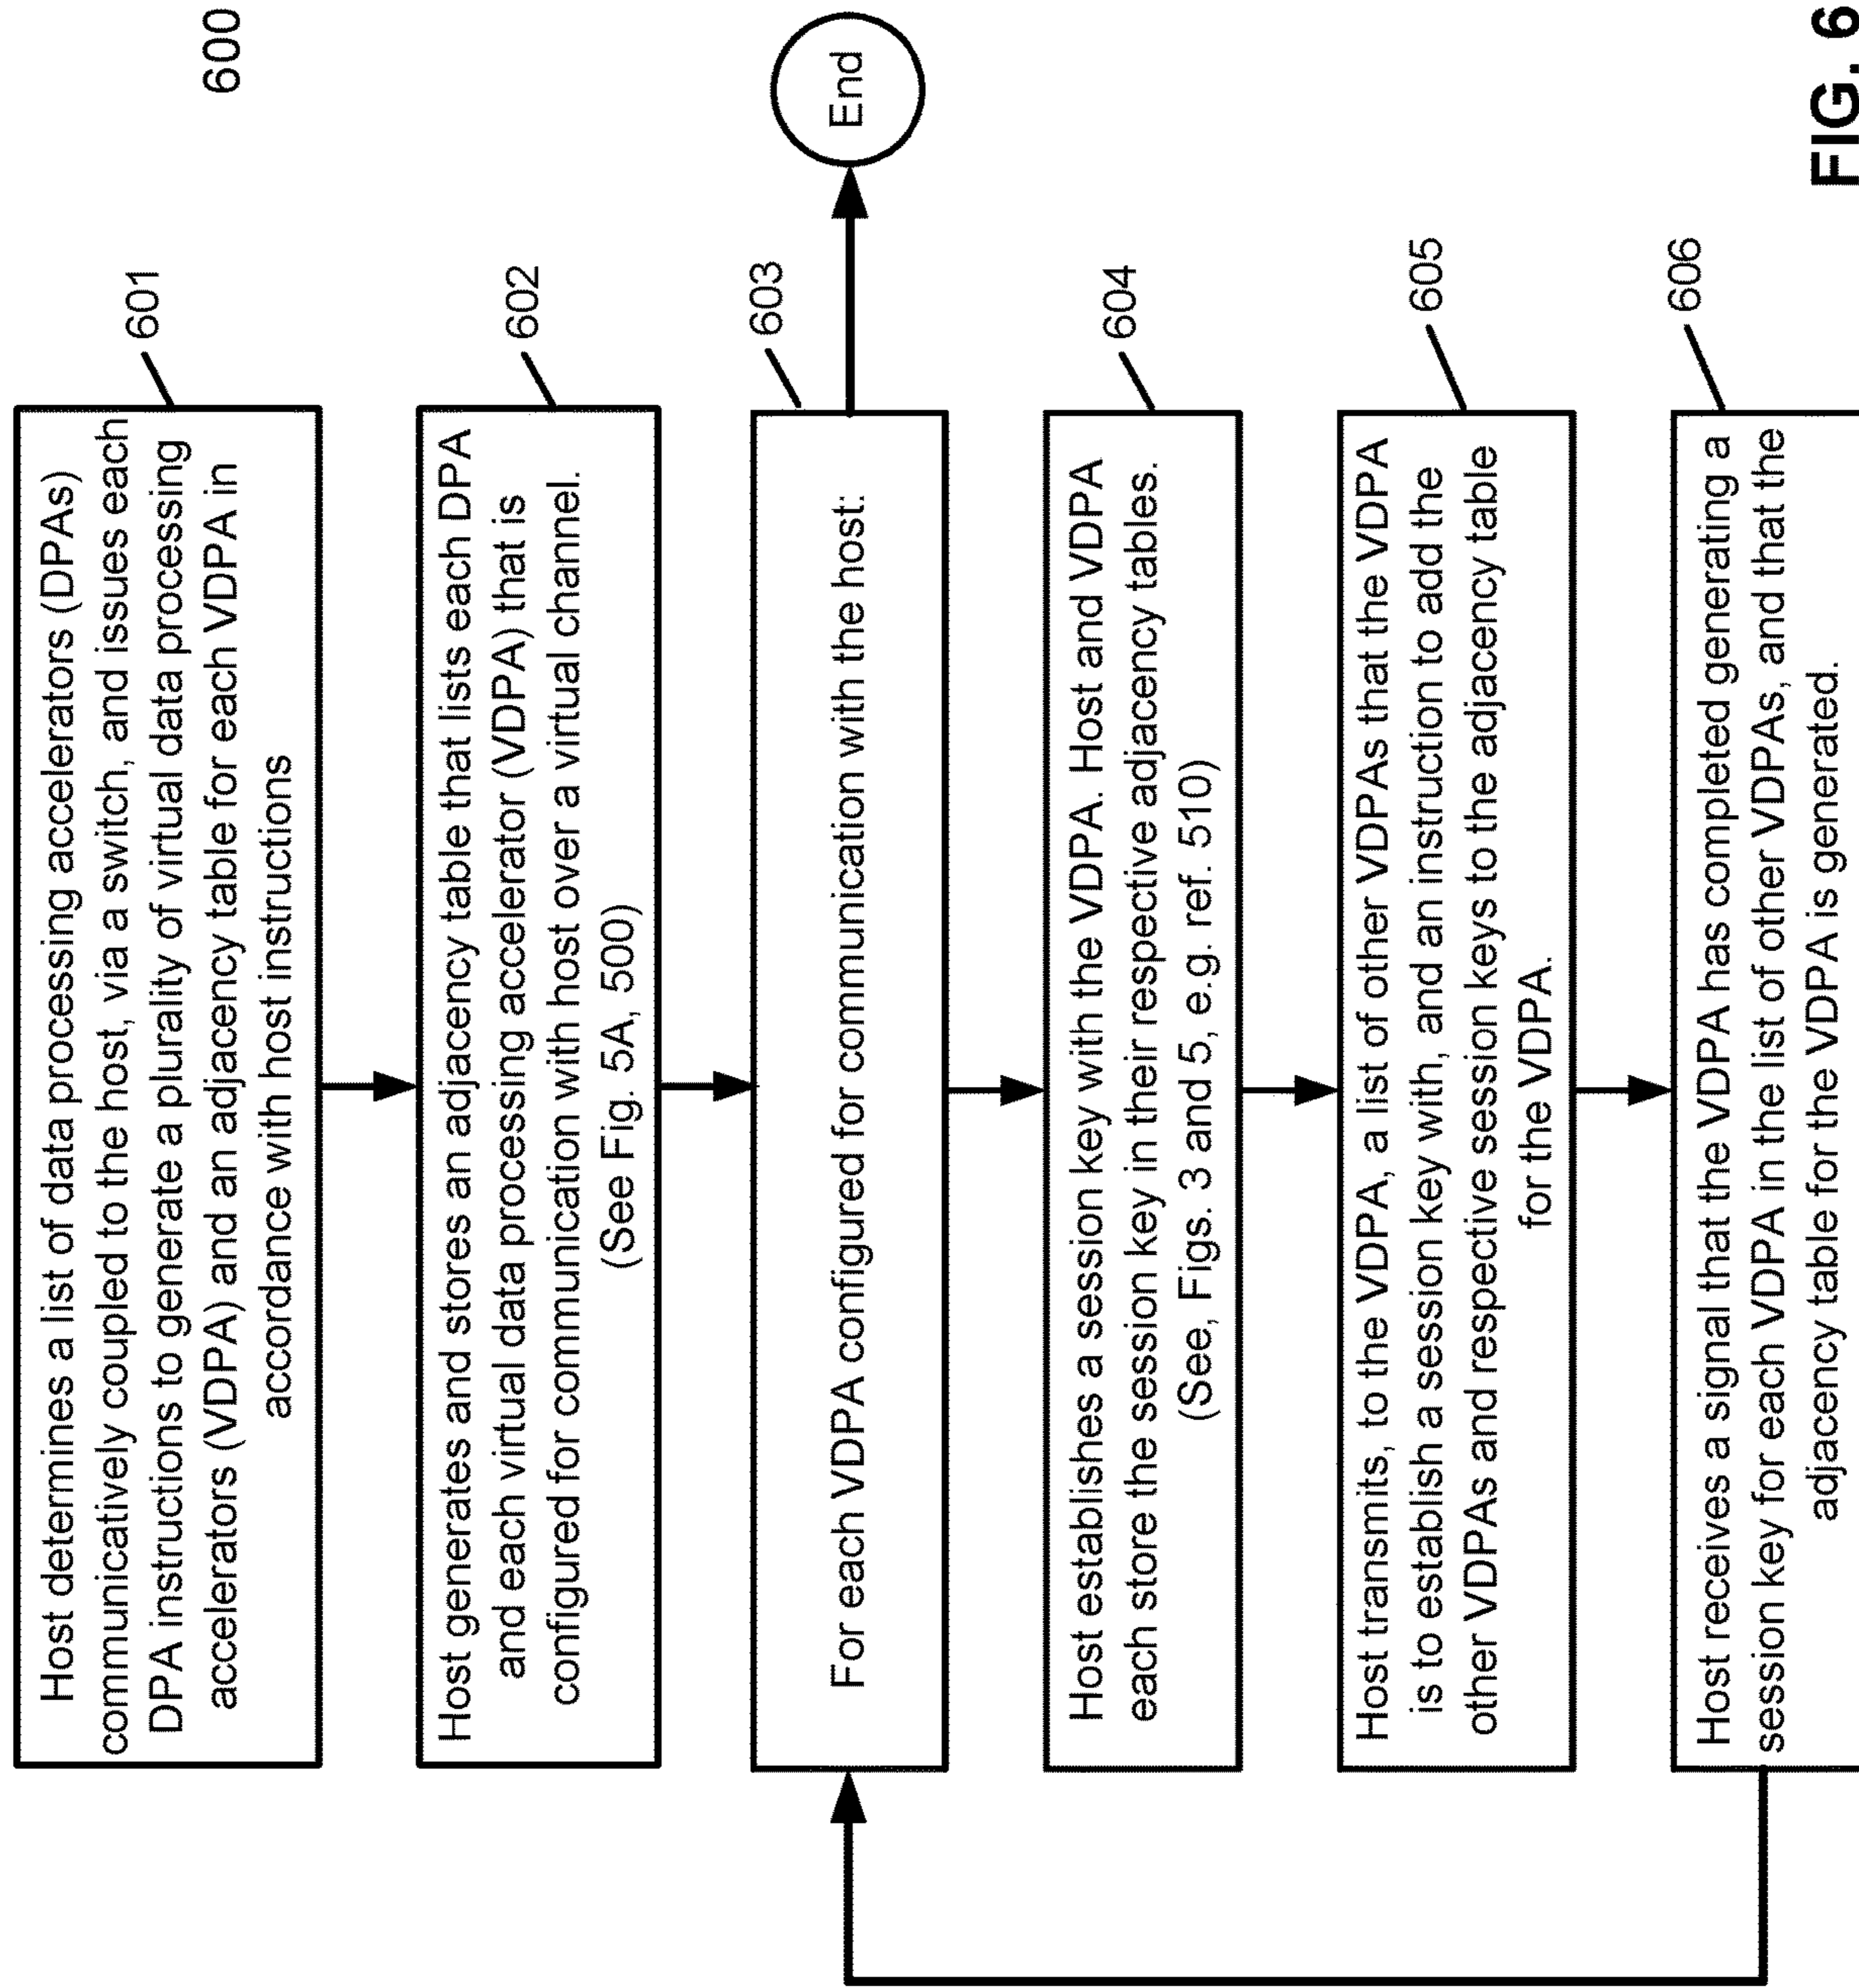 600
Host determines a list of data processing accelerators (DPAs)
communicatively coupled to the host, via a switch, and issues each
DPA instructions to generate a plurality of virtual data processing
accelerators (VDPA) and an adjacency table for each VDPA in
accordance with host instructions
601
Host generates and stores an adjacency table that lists each DPA
and each virtual data processing accelerator (VDPA) that is
configured for communication with host over a virtual channel.
(See Fig. 5A, 500)
602
For each VDPA configured for communication with the host:
603
End
Host establishes a session key with the VDPA. Host and VDPA
each store the session key in their respective adjacency tables.
(See, Figs. 3 and 5, e.g. ref. 510)
604
Host transmits, to the VDPA, a list of other VDPAs that the VDPA
is to establish a session key with, and an instruction to add the
other VDPAs and respective session keys to the adjacency table
for the VDPA.
605
Host receives a signal that the VDPA has completed generating a
session key for each VDPA in the list of other VDPAs, and that the
adjacency table for the VDPA is generated.
606
FIG. 6